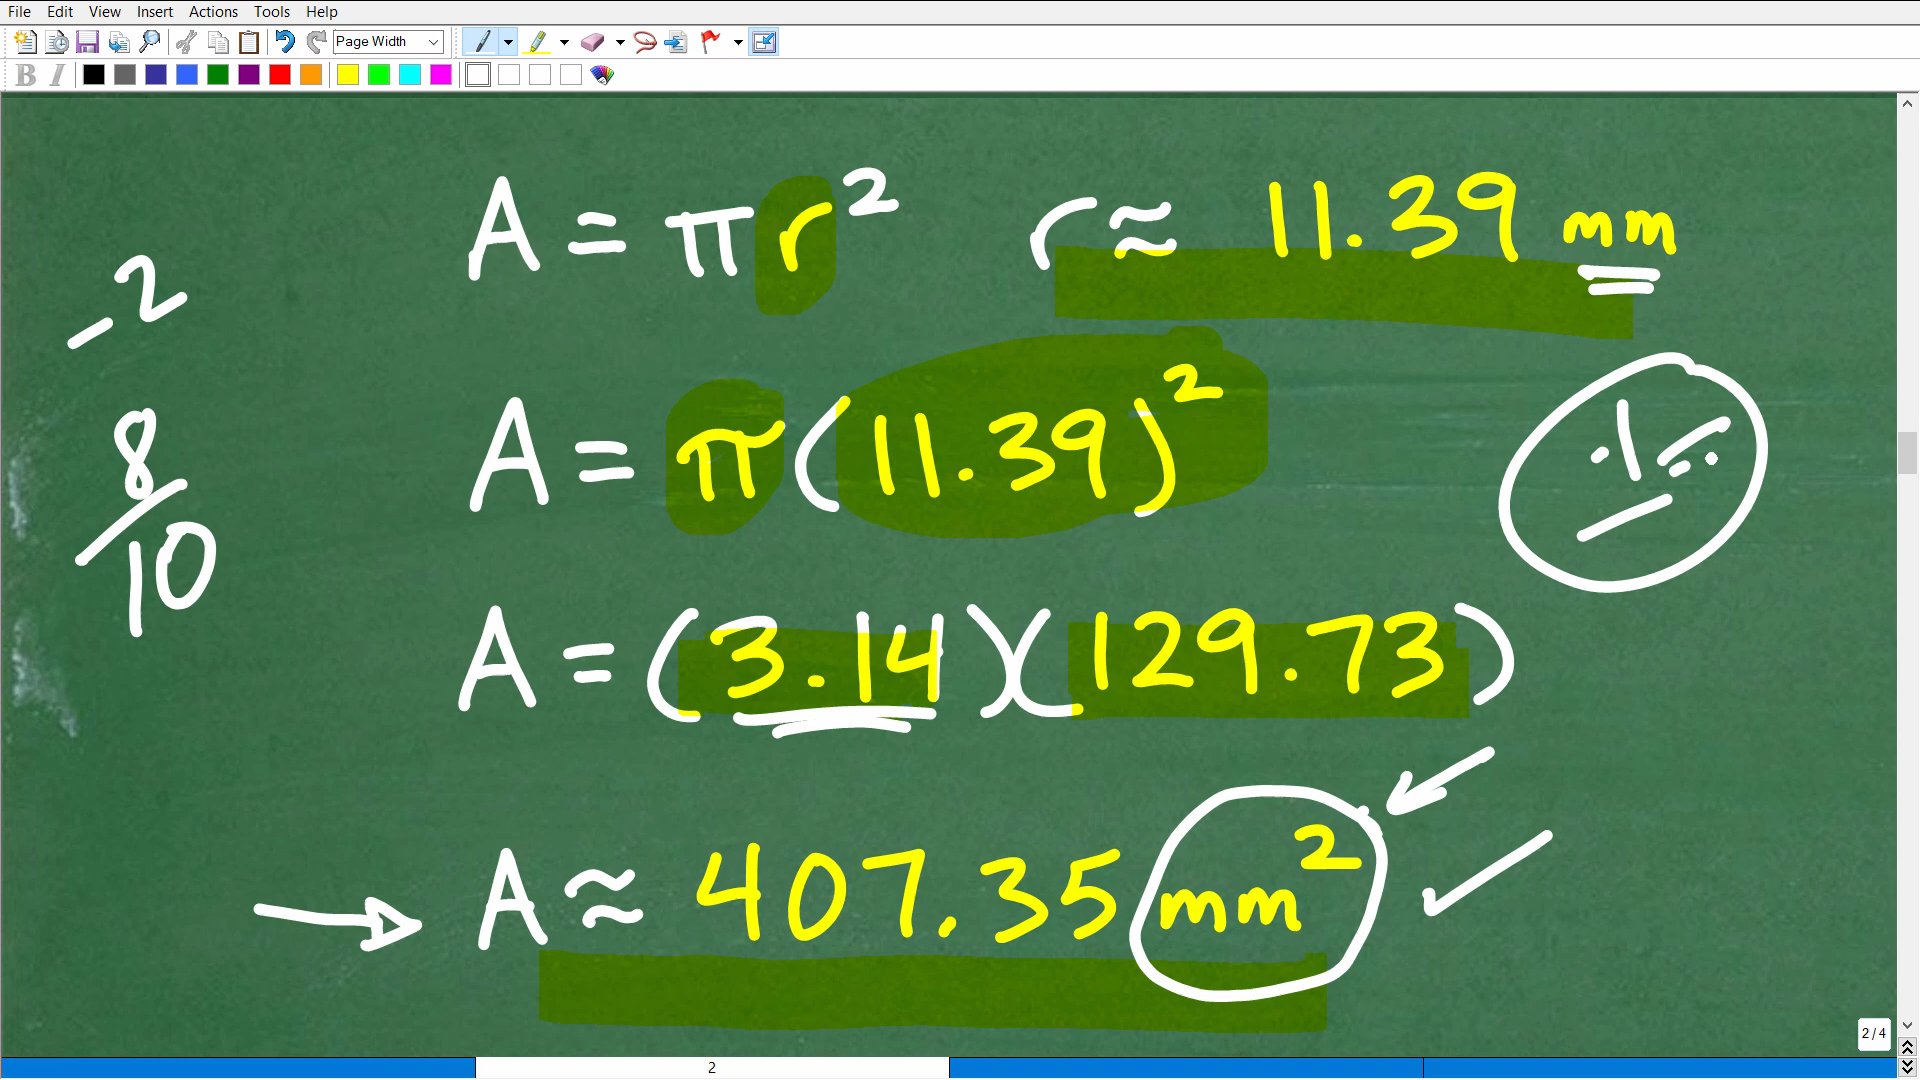 File Edit View Insert Actions Tools Help
Page Width
B I
A = πr² r ≈ 11.39 mm
-2
A = π(11.39)²
8/10
A = (3.14)(129.73)
A ≈ 407.35 mm²
2 / 4
2